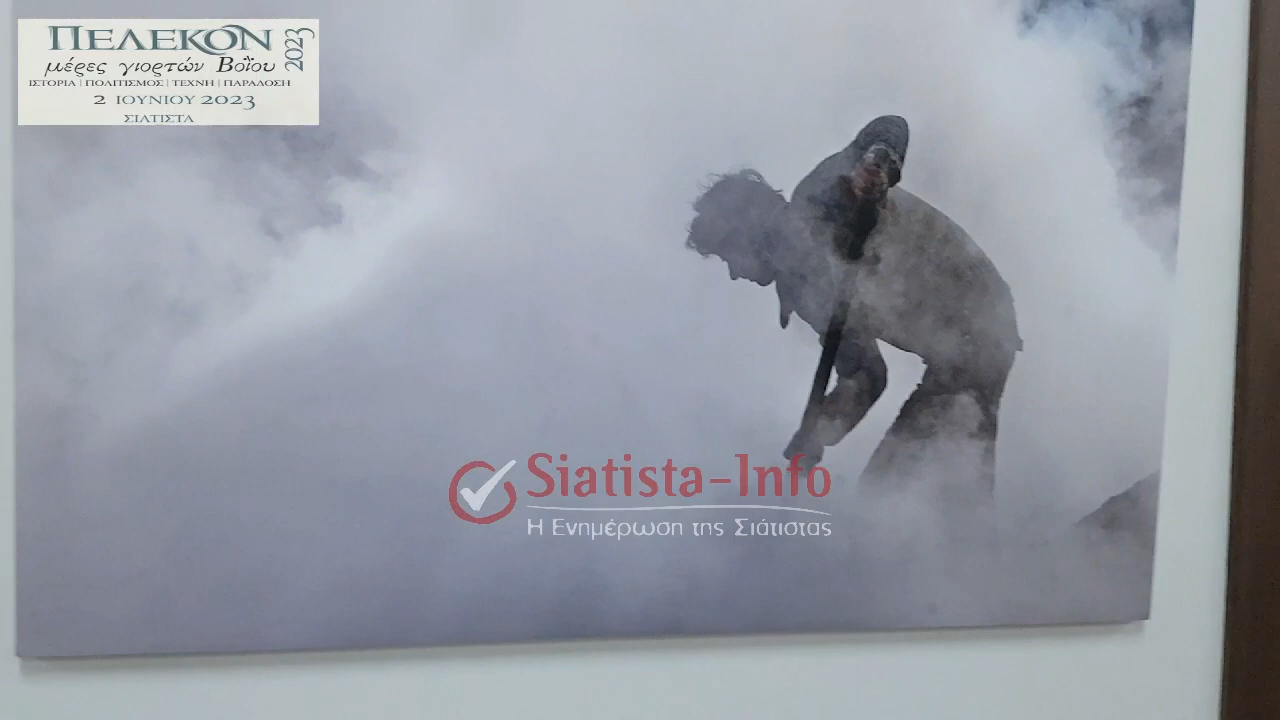 ΠΕΛΕΚΟΝ 2023
μέρες γιορτών Βοΐου
ΙΣΤΟΡΙΑ | ΠΟΛΙΤΙΣΜΟΣ | ΤΕΧΝΗ | ΠΑΡΑΔΟΣΗ
2 ΙΟΥΝΙΟΥ 2023
ΣΙΑΤΙΣΤΑ
Siatista-Info
Η Ενημέρωση της Σιάτιστας